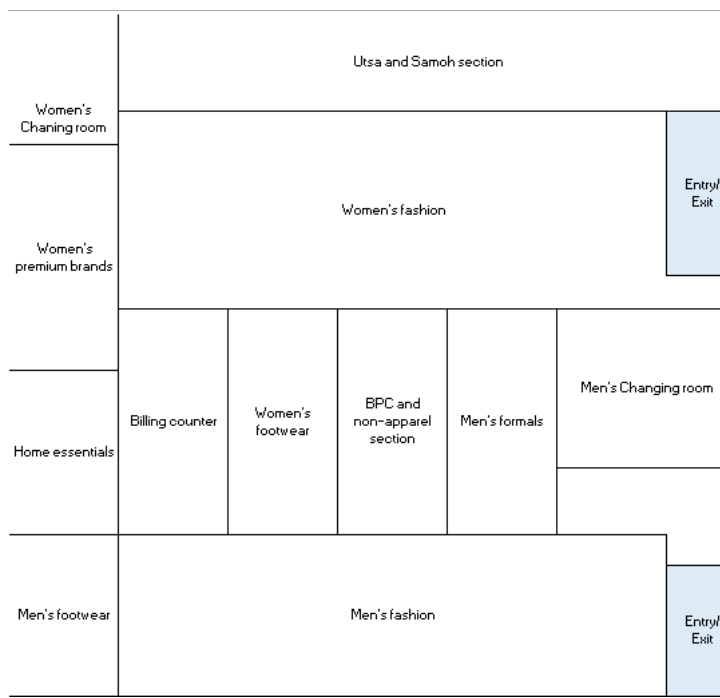 Utsa and Samoh section
Women's
Chaning room
Entry/
Exit
Women's fashion
Women's
premium brands
Men's Changing room
Billing counter
Women's
footwear
BPC and
non-apparel
section
Men's formals
Home essentials
Men's footwear
Men's fashion
Entry/
Exit